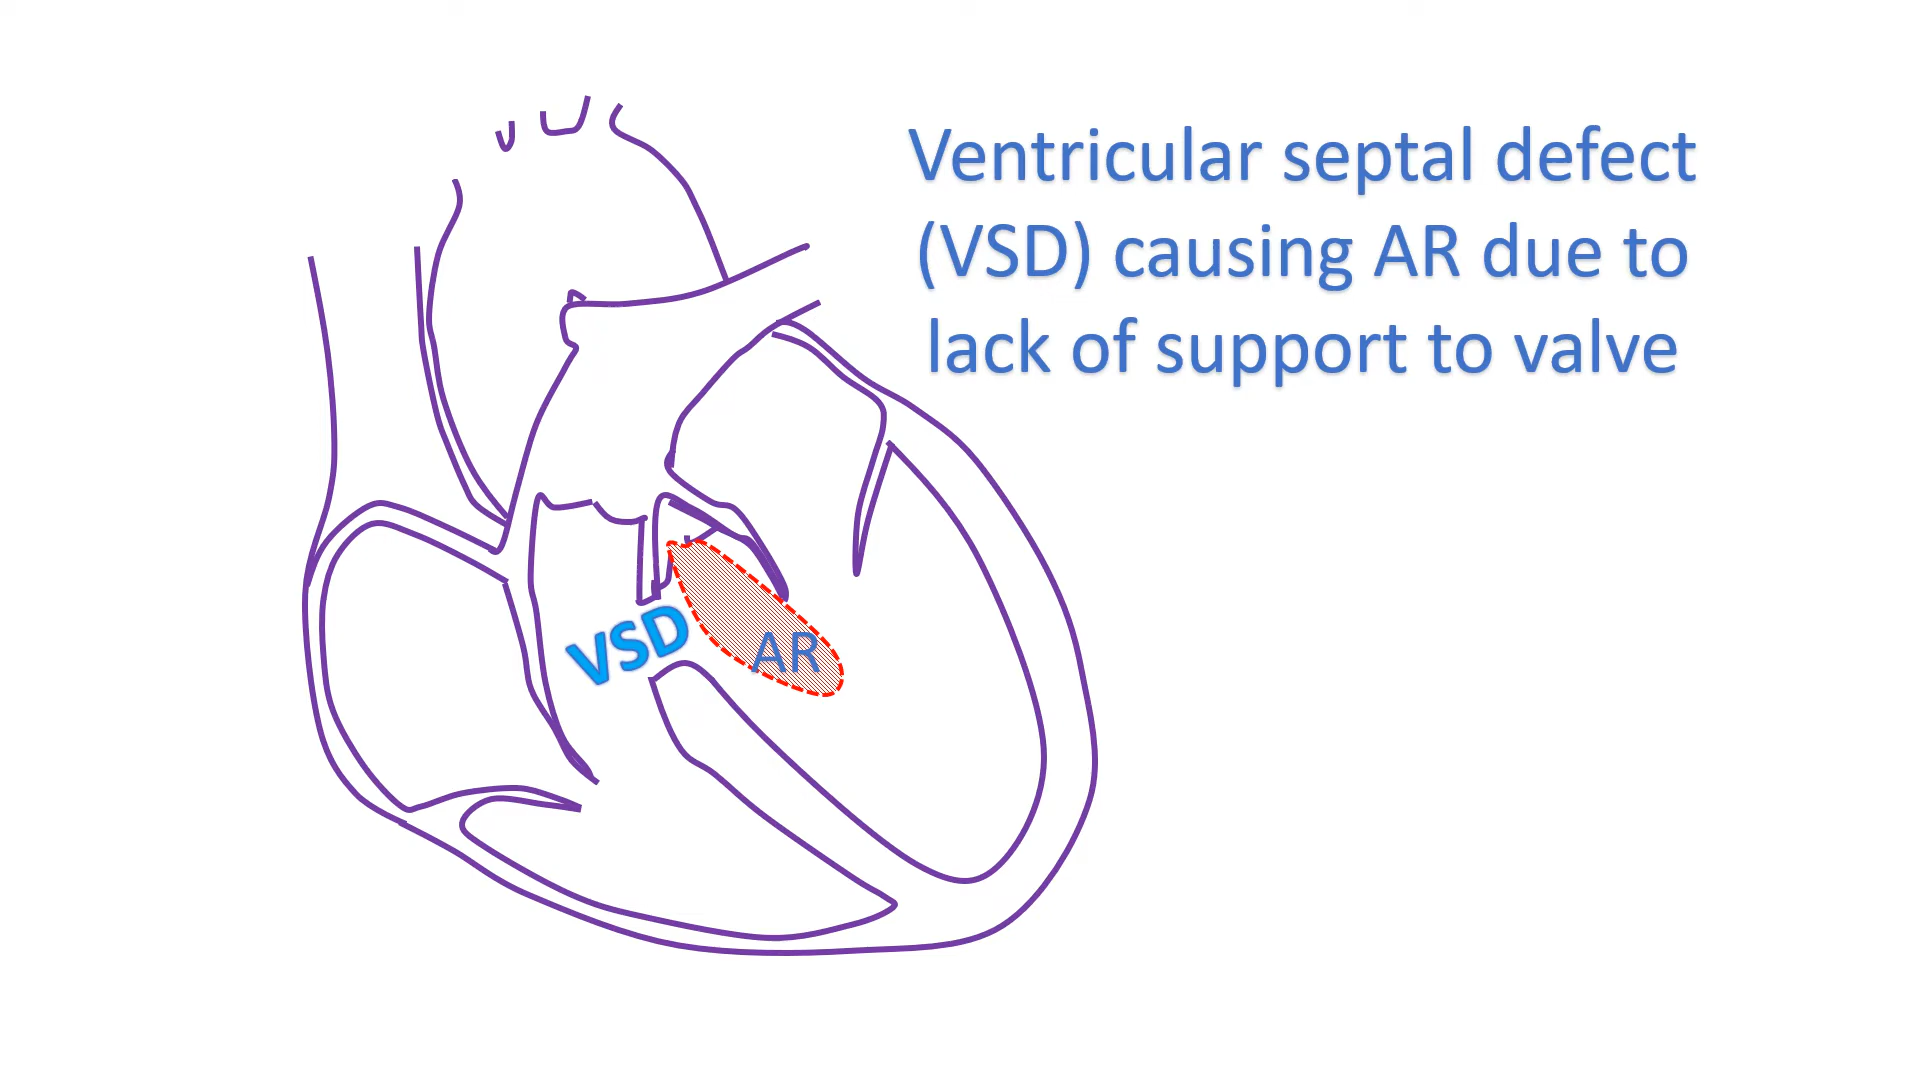 Ventricular septal defect
(VSD) causing AR due to
lack of support to valve
VSD
AR